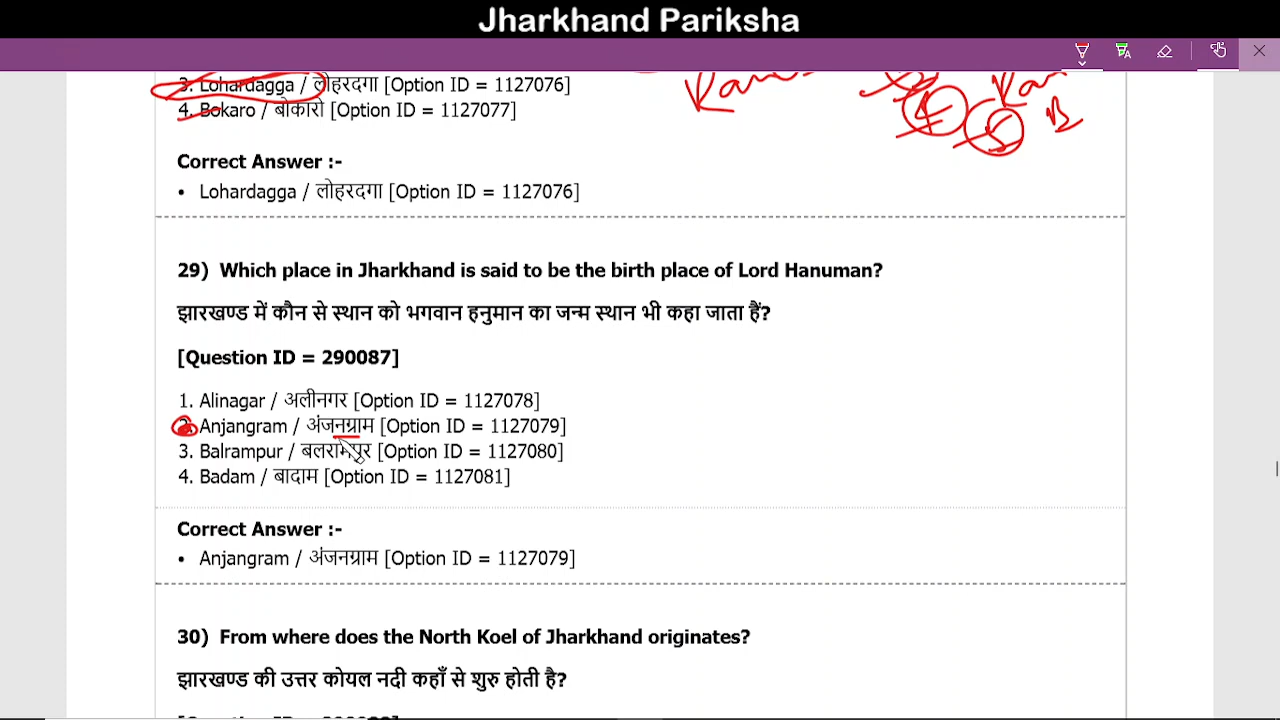 Jharkhand Pariksha
3. Lohardagga / लोहरदगा [Option ID = 1127076]
4. Bokaro / बोकारो [Option ID = 1127077]
Correct Answer :-
• Lohardagga / लोहरदगा [Option ID = 1127076]
29) Which place in Jharkhand is said to be the birth place of Lord Hanuman?
झारखण्ड में कौन से स्थान को भगवान हनुमान का जन्म स्थान भी कहा जाता हैं?
[Question ID = 290087]
1. Alinagar / अलीनगर [Option ID = 1127078]
2. Anjangram / अंजनग्राम [Option ID = 1127079]
3. Balrampur / बलरामपुर [Option ID = 1127080]
4. Badam / बादाम [Option ID = 1127081]
Correct Answer :-
• Anjangram / अंजनग्राम [Option ID = 1127079]
30) From where does the North Koel of Jharkhand originates?
झारखण्ड की उत्तर कोयल नदी कहाँ से शुरु होती है?